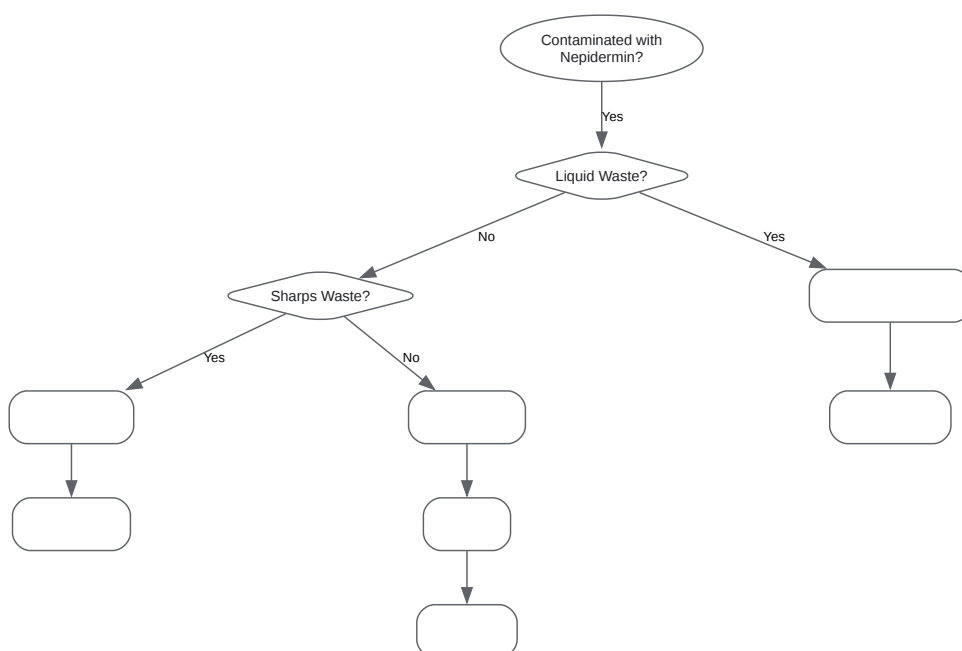 Contaminated with
Nepidermin?
Yes
Liquid Waste?
No
Yes
Sharps Waste?
Yes
No